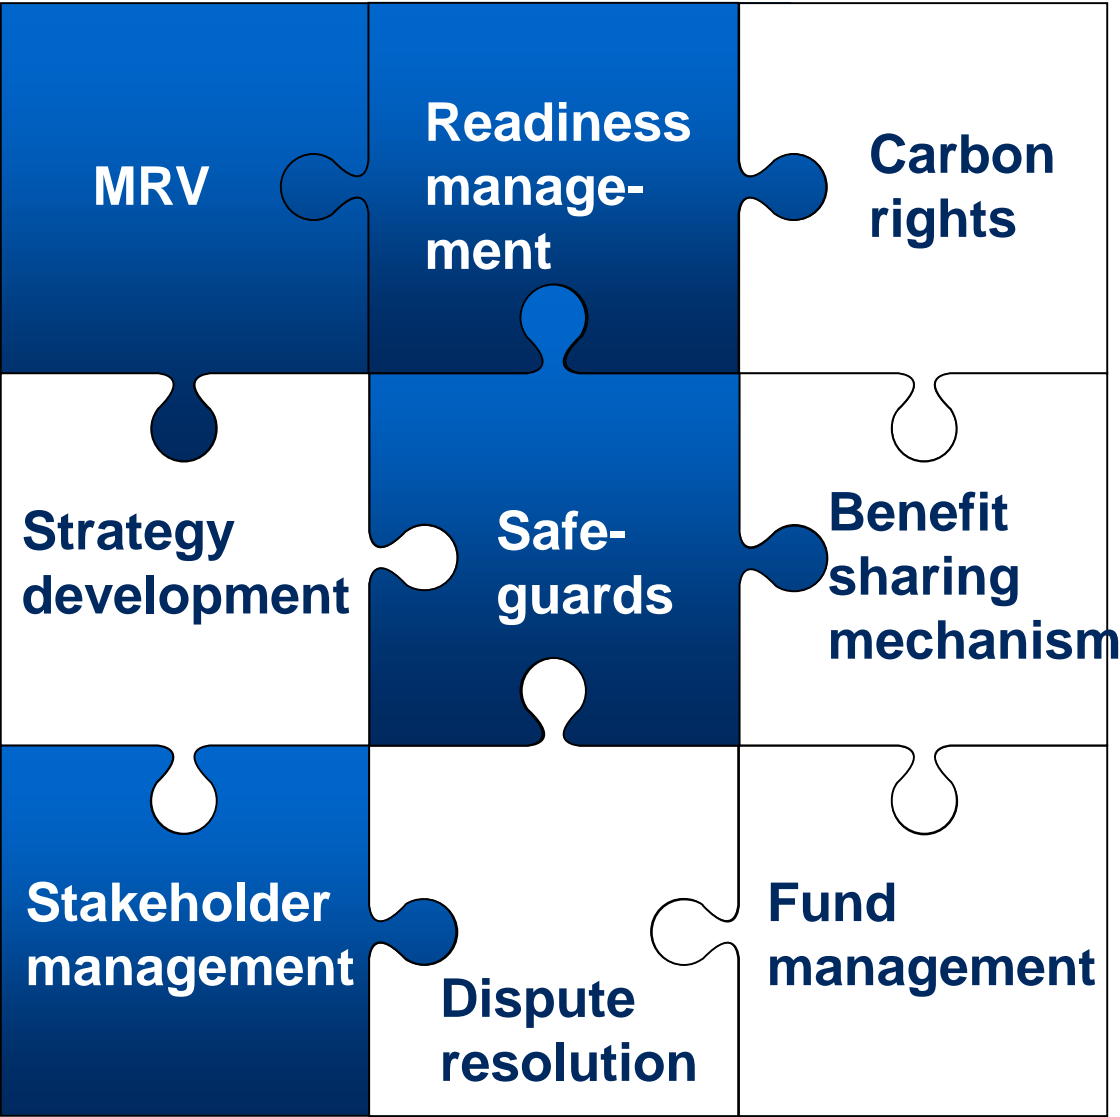 MRV
Readiness
manage-
ment
Carbon
rights
Strategy
development
Safe-
guards
Benefit
sharing
mechanism
Stakeholder
management
Dispute
resolution
Fund
management